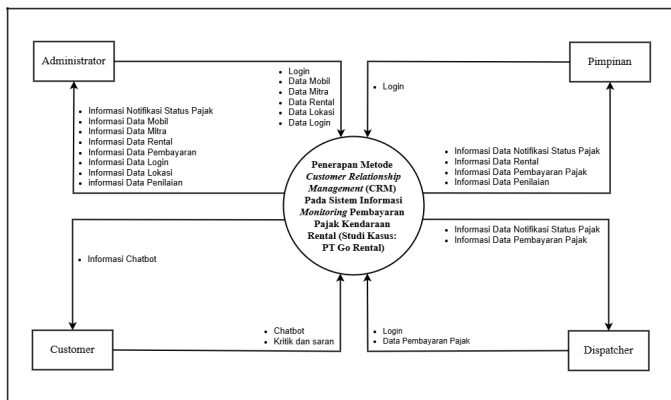 Administrator
• Login
• Data Mobil
• Data Mitra
• Data Rental
• Data Lokasi
• Data Login
• Informasi Notifikasi Status Pajak
• Informasi Data Mobil
• Informasi Data Mitra
• Informasi Data Rental
• Informasi Data Pembayaran
• Informasi Data Login
• Informasi Data Lokasi
• informasi Data Penilaian
Pimpinan
• Login
• Informasi Data Notifikasi Status Pajak
• Informasi Data Rental
• Informasi Data Pembayaran Pajak
• Informasi Data Penilaian
Penerapan Metode
Customer Relationship
Management (CRM)
Pada Sistem Informasi
Monitoring Pembayaran
Pajak Kendaraan
Rental (Studi Kasus:
PT Go Rental)
• Informasi Chatbot
Customer
• Chatbot
• Kritik dan saran
• Informasi Data Notifikasi Status Pajak
• Informasi Data Pembayaran Pajak
• Login
• Data Pembayaran Pajak
Dispatcher